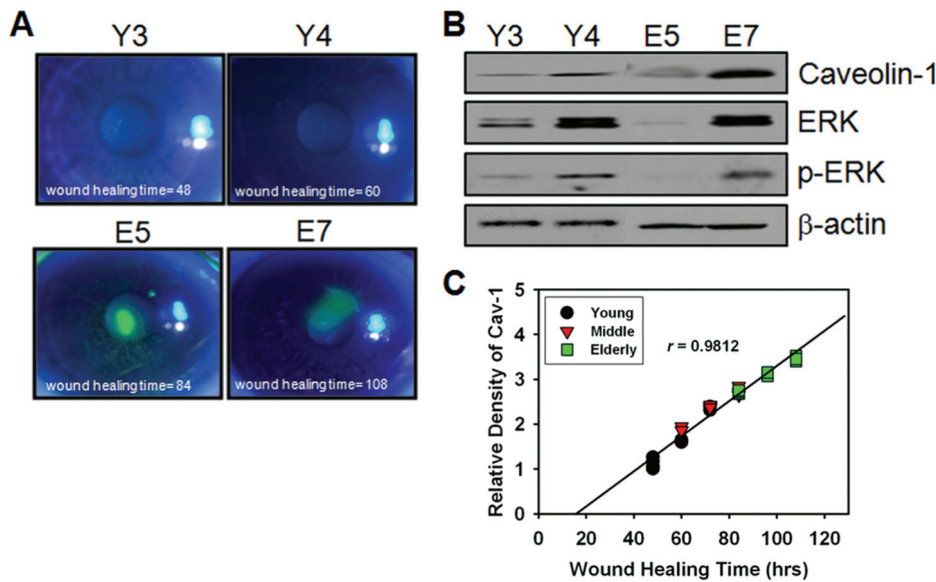 A
Y3 Y4
wound healing time= 48
wound healing time= 60
E5 E7
wound healing time= 84
wound healing time= 108
B
Y3 Y4 E5 E7
Caveolin-1
ERK
p-ERK
β-actin
C
Relative Density of Cav-1
5
4
3
2
1
0
Young
Middle
Elderly
r = 0.9812
0 20 40 60 80 100 120
Wound Healing Time (hrs)